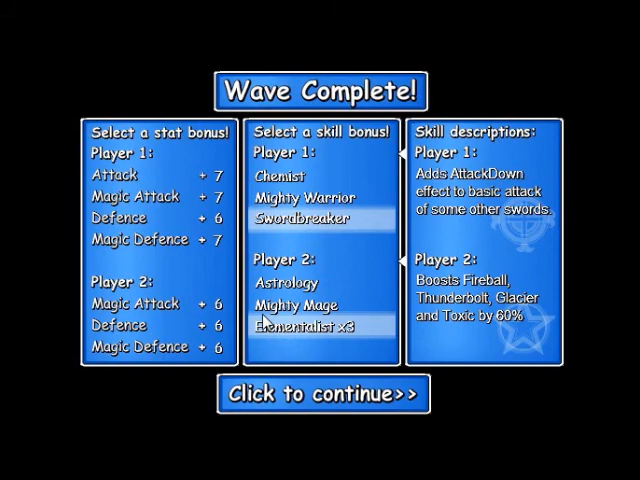 Wave Complete!
Select a stat bonus!
Player 1:
Attack + 7
Magic Attack + 7
Defence + 6
Magic Defence + 7
Player 2:
Magic Attack + 6
Defence + 6
Magic Defence + 6
Select a skill bonus!
Player 1:
Chemist
Mighty Warrior
Swordbreaker
Player 2:
Astrology
Mighty Mage
Elementalist x3
Skill descriptions:
Player 1:
Adds AttackDown
effect to basic attack
of some other swords.
Player 2:
Boosts Fireball,
Thunderbolt, Glacier
and Toxic by 60%
Click to continue>>